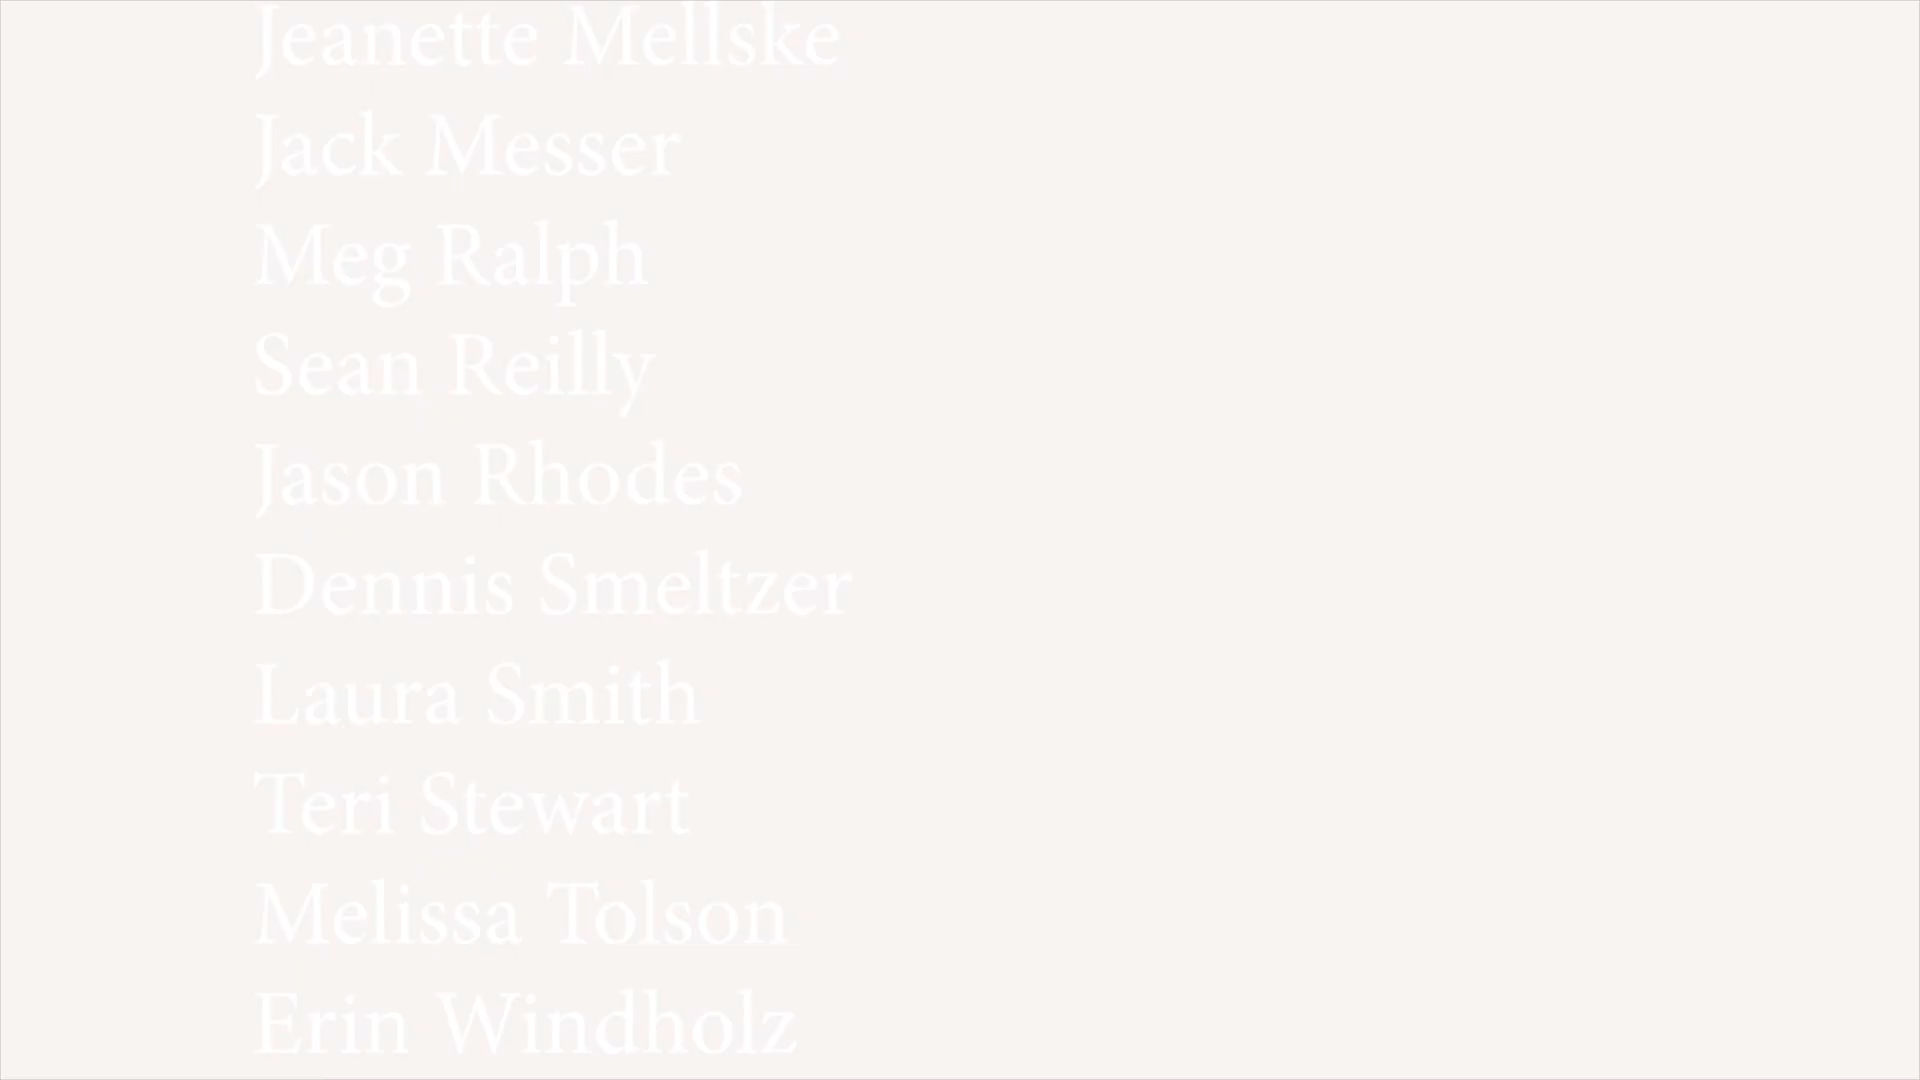 Jeanette Mellske
Jack Messer
Meg Ralph
Sean Reilly
Jason Rhodes
Dennis Smeltzer
Laura Smith
Teri Stewart
Melissa Tolson
Erin Windholz